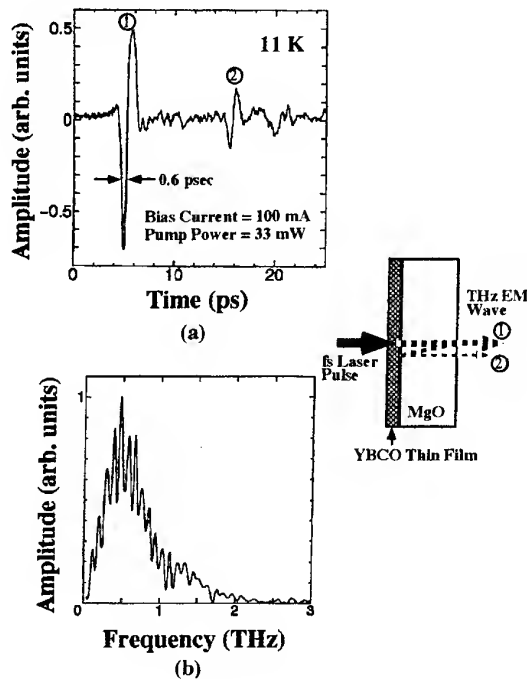 ①
11 K
②
0.5
0
−0.5
Amplitude (arb. units)
0.6 psec
Bias Current = 100 mA
Pump Power = 33 mW
0
10
20
Time (ps)
(a)
THz EM
Wave
①
②
fs Laser
Pulse
MgO
YBCO Thin Film
1
Amplitude (arb. units)
0
1
2
3
Frequency (THz)
(b)